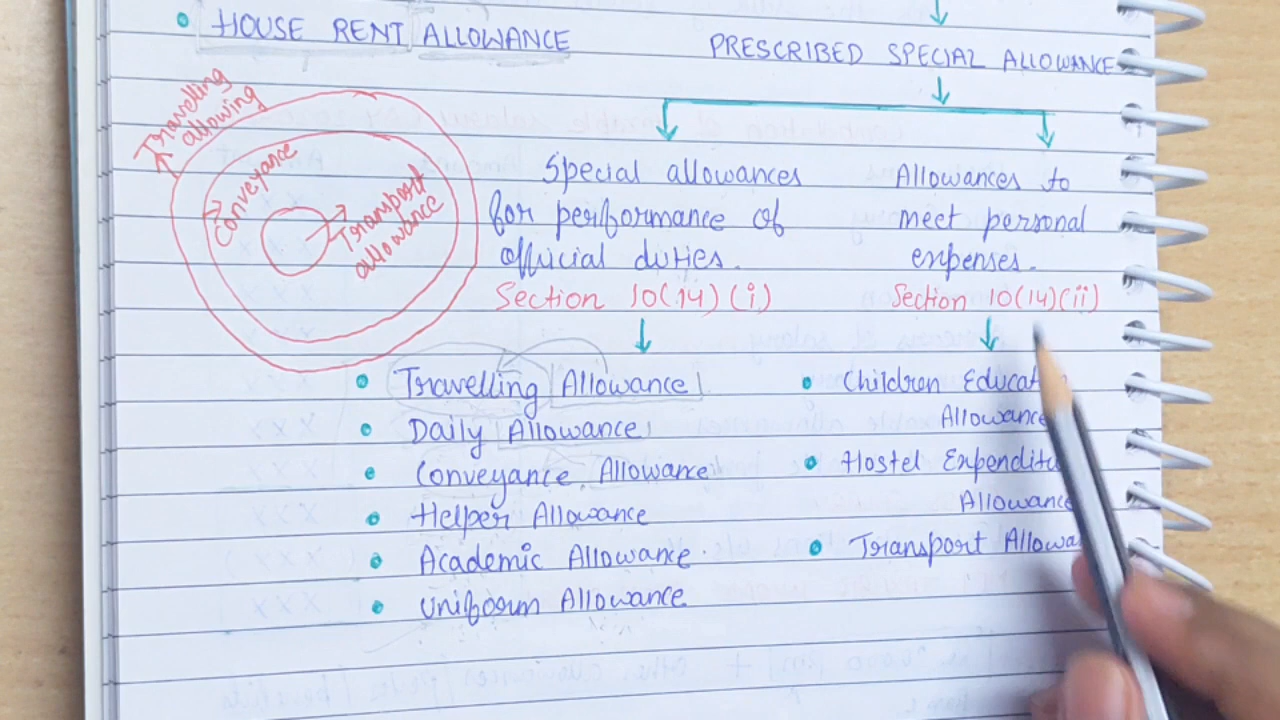 • HOUSE RENT ALLOWANCE
PRESCRIBED SPECIAL ALLOWANCE
Travelling
allowing
Conveyance
Transport
allowance
Special allowances
for performance of
official duties.
Section 10(14)(i)
Allowances to
meet personal
expenses.
Section 10(14)(ii)
• Travelling Allowance
• Daily Allowance
• Conveyance Allowance
• Helper Allowance
• Academic Allowance
• Uniform Allowance
• Children Educat
Allowance
• Hostel Expenditu
Allowance
• Transport Allowa